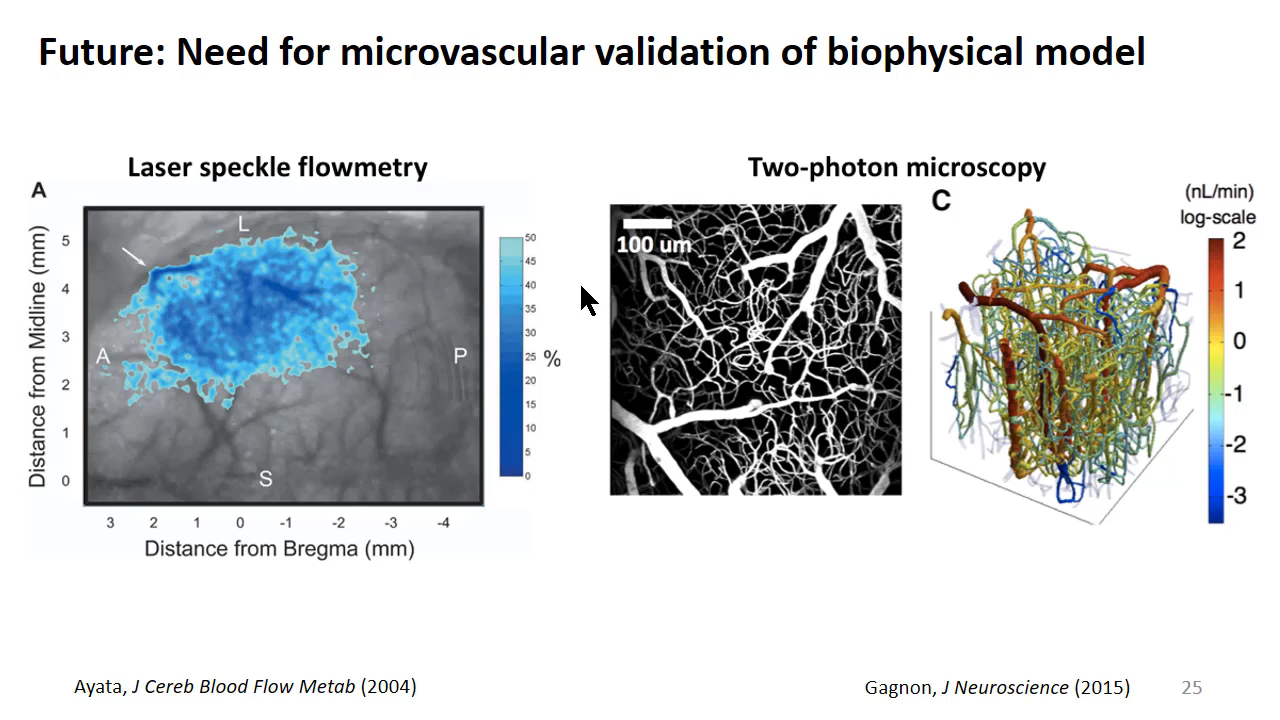 Future: Need for microvascular validation of biophysical model
Laser speckle flowmetry
A
L
A
P
S
Distance from Midline (mm)
5
4
3
2
1
0
3 2 1 0 -1 -2 -3 -4
Distance from Bregma (mm)
50
45
40
35
30
25
20
15
10
5
0
%
Two-photon microscopy
100 um
C
(nL/min)
log-scale
2
1
0
-1
-2
-3
Ayata, J Cereb Blood Flow Metab (2004)
Gagnon, J Neuroscience (2015)
25